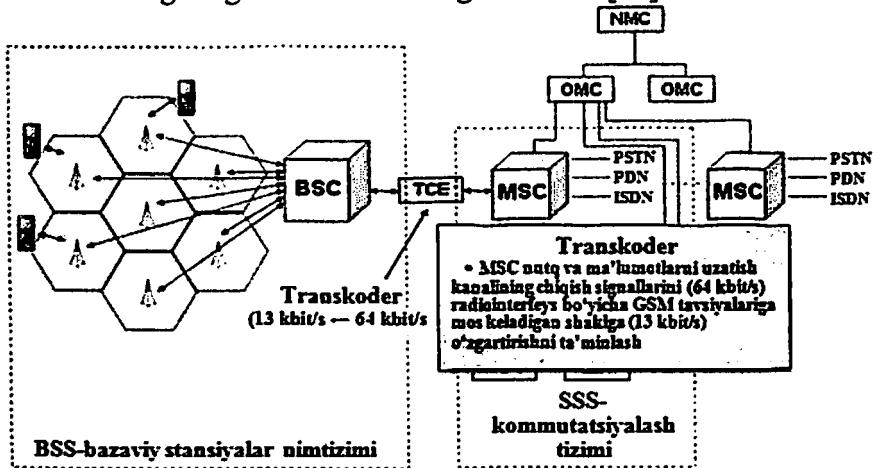 NMC
OMC OMC
BSC
TCE
MSC
PSTN
PDN
ISDN
MSC
PSTN
PDN
ISDN
Transkoder
(13 kbit/s — 64 kbit/s
Transkoder
• MSC nutq va ma'lumotlarni uzatish
kanalining chiqish signallarini (64 kbit/s)
radiointerfeys bo'yicha GSM tavsiyalariga
mos keladigan shaklga (13 kbit/s)
o'zgartirishni ta'minlash
SSS-
kommutatsiyalash
tizimi
BSS-bazaviy stansiyalar nimtizimi